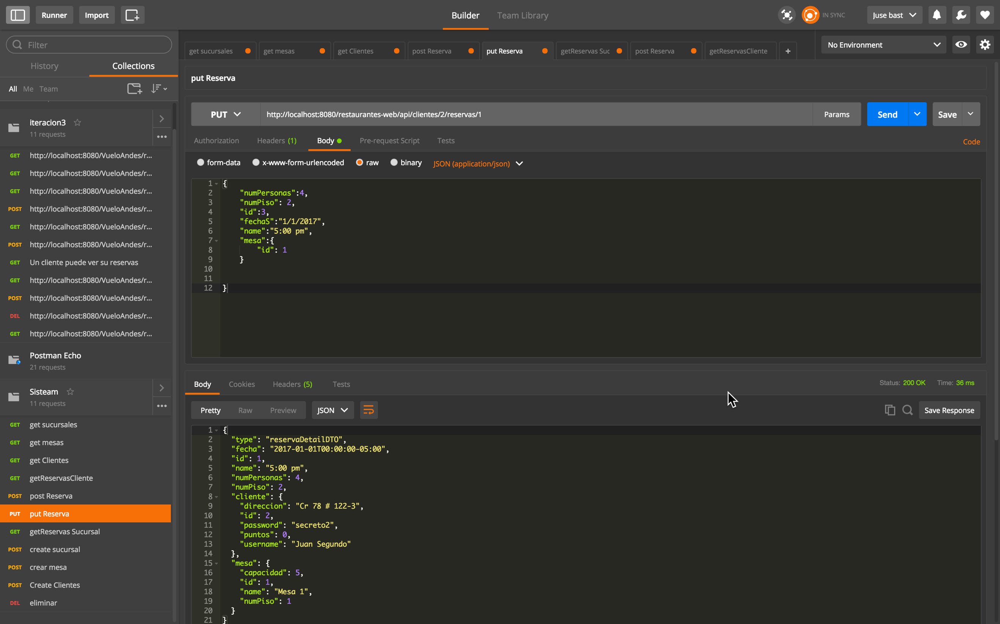 Runner
Import
Builder
Team Library
IN SYNC
Juse bast
Filter
History
Collections
All Me Team
get sucursales
get mesas
get Clientes
post Reserva
put Reserva
getReservas Suc
post Reserva
getReservasCliente
+
No Environment
iteracion3
11 requests
GET http://localhost:8080/VueloAndes/r...
GET http://localhost:8080/VueloAndes/r...
GET http://localhost:8080/VueloAndes/r...
POST http://localhost:8080/VueloAndes/r...
GET http://localhost:8080/VueloAndes/r...
POST http://localhost:8080/VueloAndes/r...
GET Un cliente puede ver su reservas
GET http://localhost:8080/VueloAndes/r...
POST http://localhost:8080/VueloAndes/r...
DEL http://localhost:8080/VueloAndes/r...
GET http://localhost:8080/VueloAndes/r...
Postman Echo
21 requests
Sisteam
11 requests
GET get sucursales
GET get mesas
GET get Clientes
GET getReservasCliente
POST post Reserva
PUT put Reserva
GET getReservas Sucursal
POST create sucursal
POST crear mesa
POST Create Clientes
DEL eliminar
put Reserva
PUT
http://localhost:8080/restaurantes-web/api/clientes/2/reservas/1
Params
Send
Save
Authorization
Headers (1)
Body
Pre-request Script
Tests
Code
form-data
x-www-form-urlencoded
raw
binary
JSON (application/json)
1 {
2 "numPersonas":4,
3 "numPiso": 2,
4 "id":3,
5 "fechaS":"1/1/2017",
6 "name":"5:00 pm",
7 "mesa":{
8 "id": 1
9 }
10
11
12 }
Body
Cookies
Headers (5)
Tests
Status: 200 OK
Time: 36 ms
Pretty
Raw
Preview
JSON
Save Response
1 {
2 "type": "reservaDetailDTO",
3 "fecha": "2017-01-01T00:00:00-05:00",
4 "id": 1,
5 "name": "5:00 pm",
6 "numPersonas": 4,
7 "numPiso": 2,
8 "cliente": {
9 "direccion": "Cr 78 # 122-3",
10 "id": 2,
11 "password": "secreto2",
12 "puntos": 0,
13 "username": "Juan Segundo"
14 },
15 "mesa": {
16 "capacidad": 5,
17 "id": 1,
18 "name": "Mesa 1",
19 "numPiso": 1
20 }
21 }